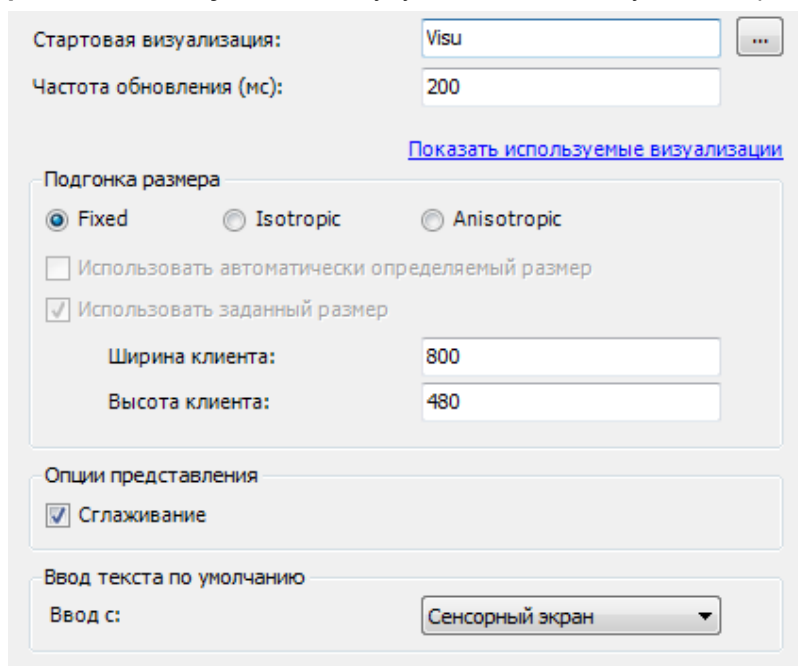 Стартовая визуализация: Visu ...
Частота обновления (мс): 200
Показать используемые визуализации
Подгонка размера
Fixed Isotropic Anisotropic
Использовать автоматически определяемый размер
Использовать заданный размер
Ширина клиента: 800
Высота клиента: 480
Опции представления
Сглаживание
Ввод текста по умолчанию
Ввод с: Сенсорный экран